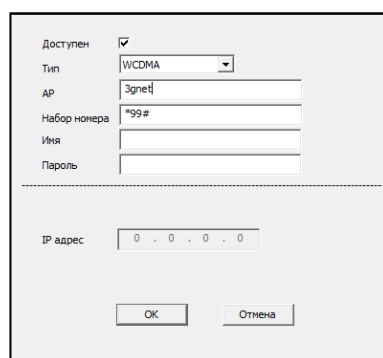 Доступен
Тип WCDMA
AP 3gnet
Набор номера *99#
Имя
Пароль
IP адрес 0 . 0 . 0 . 0
OK Отмена